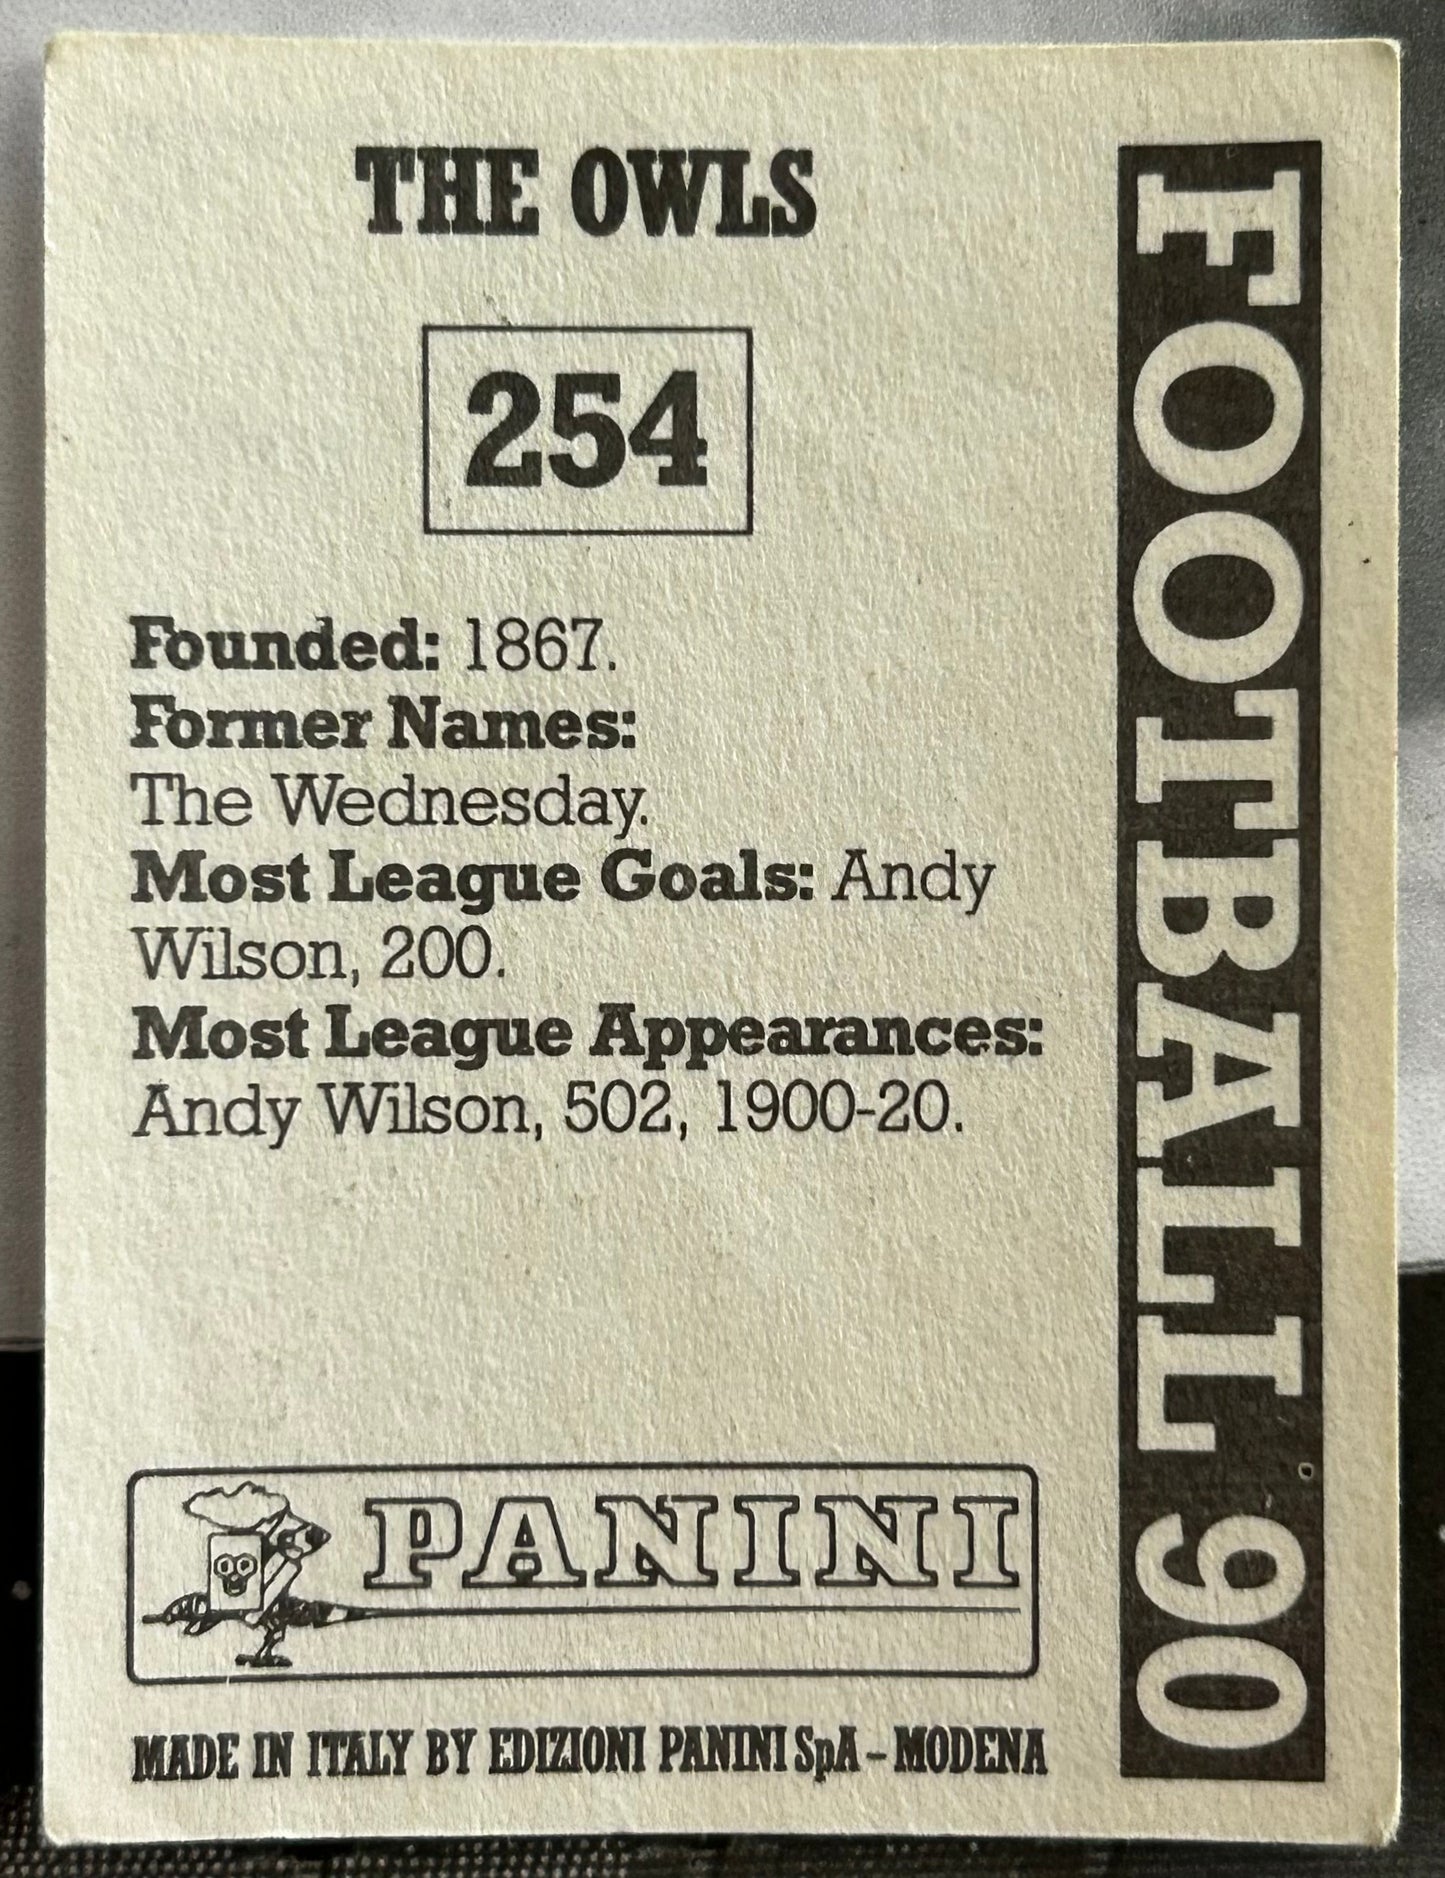 THE OWLS
254
Founded: 1867.
Former Names:
The Wednesday.
Most League Goals: Andy
Wilson, 200.
Most League Appearances:
Andy Wilson, 502, 1900-20.
PANINI
MADE IN ITALY BY EDIZIONI PANINI SpA – MODENA
FOOTBALL 90